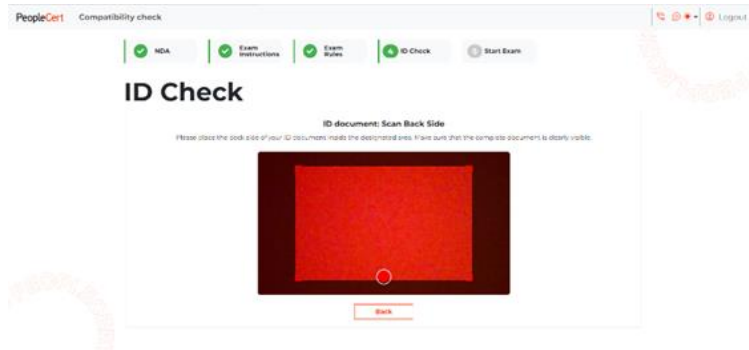 PeopleCert Compatibility check
Logout
NDA
Exam Instructions
Exam Rules
4 ID Check
5 Start Exam
ID Check
ID document: Scan Back Side
Please place the back side of your ID document inside the designated area. Make sure that the complete document is clearly visible.
Back